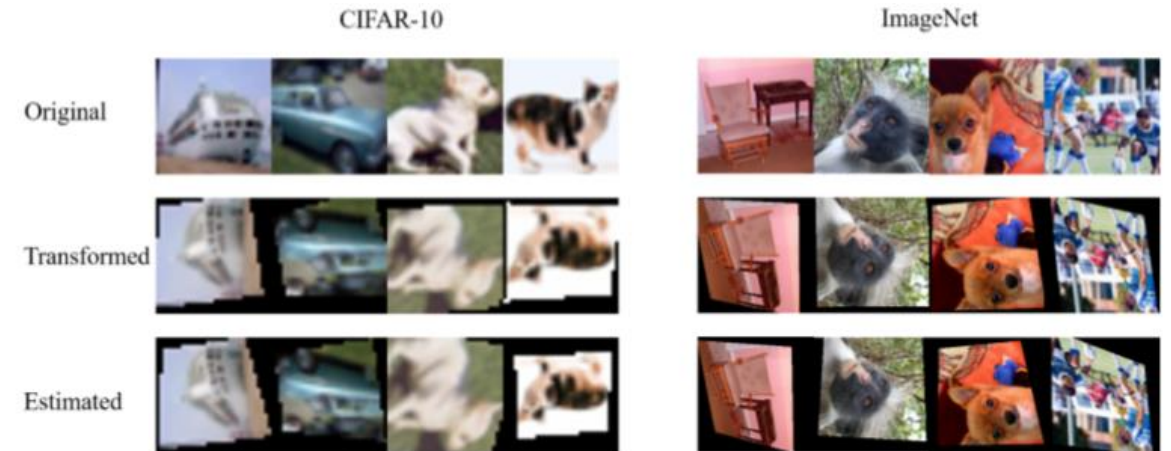 CIFAR-10
ImageNet
Original
Transformed
Estimated